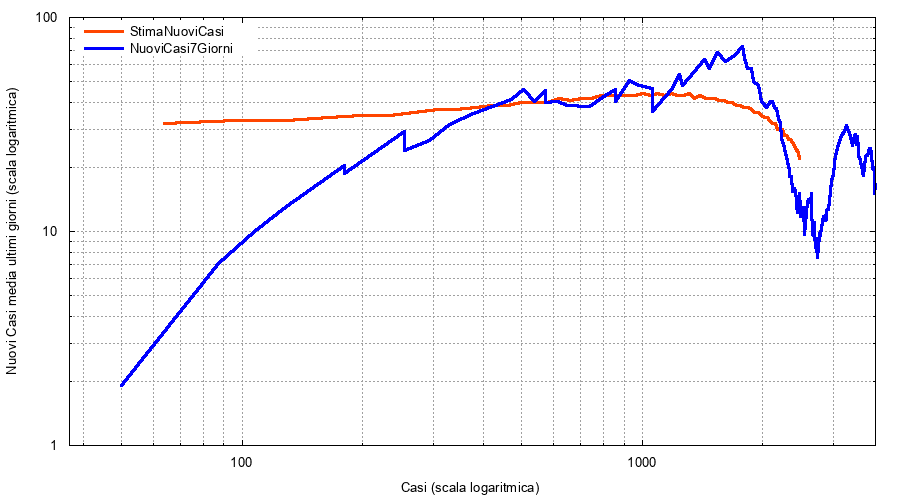 StimaNuoviCasi
NuoviCasi7Giorni
100
10
1
100
1000
Nuovi Casi media ultimi giorni (scala logaritmica)
Casi (scala logaritmica)